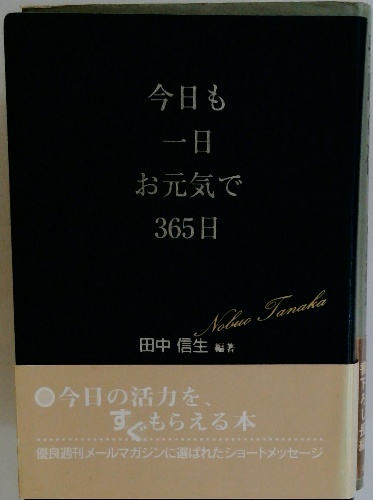 今日も
一日
お元気で
365日
Nobuo Tanaka
田中 信生 編著
●今日の活力を、
すぐもらえる本
優良週刊メールマガジンに選ばれたショートメッセージ